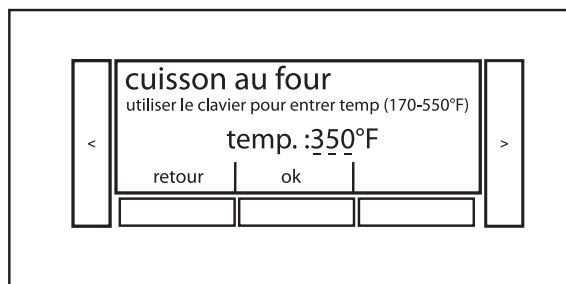 cuisson au four
utiliser le clavier pour entrer temp (170-550°F)
< temp. :350°F >
retour ok